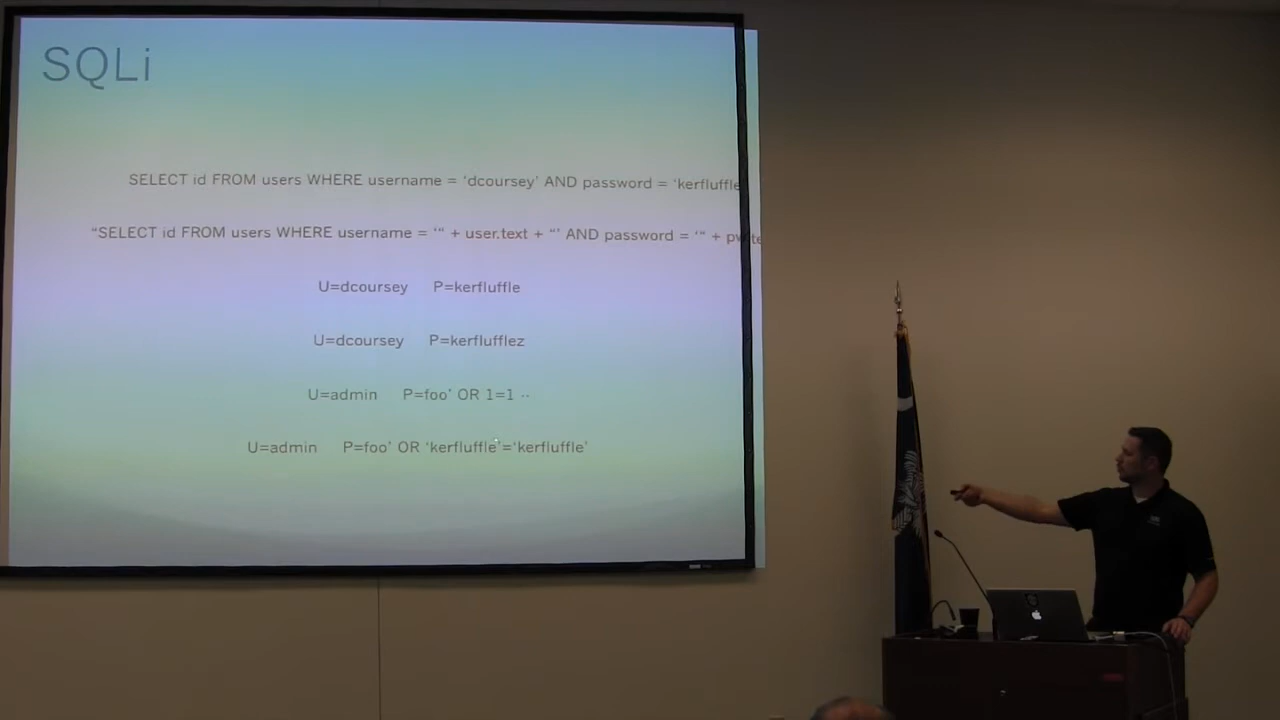 SQLi
SELECT id FROM users WHERE username = ‘dcoursey’ AND password = ‘kerfluffle
“SELECT id FROM users WHERE username = ‘“ + user.text + “’ AND password = ‘“ +
U=dcoursey P=kerfluffle
U=dcoursey P=kerflufflez
U=admin P=foo’ OR 1=1 --
U=admin P=foo’ OR ‘kerfluffle’=‘kerfluffle’